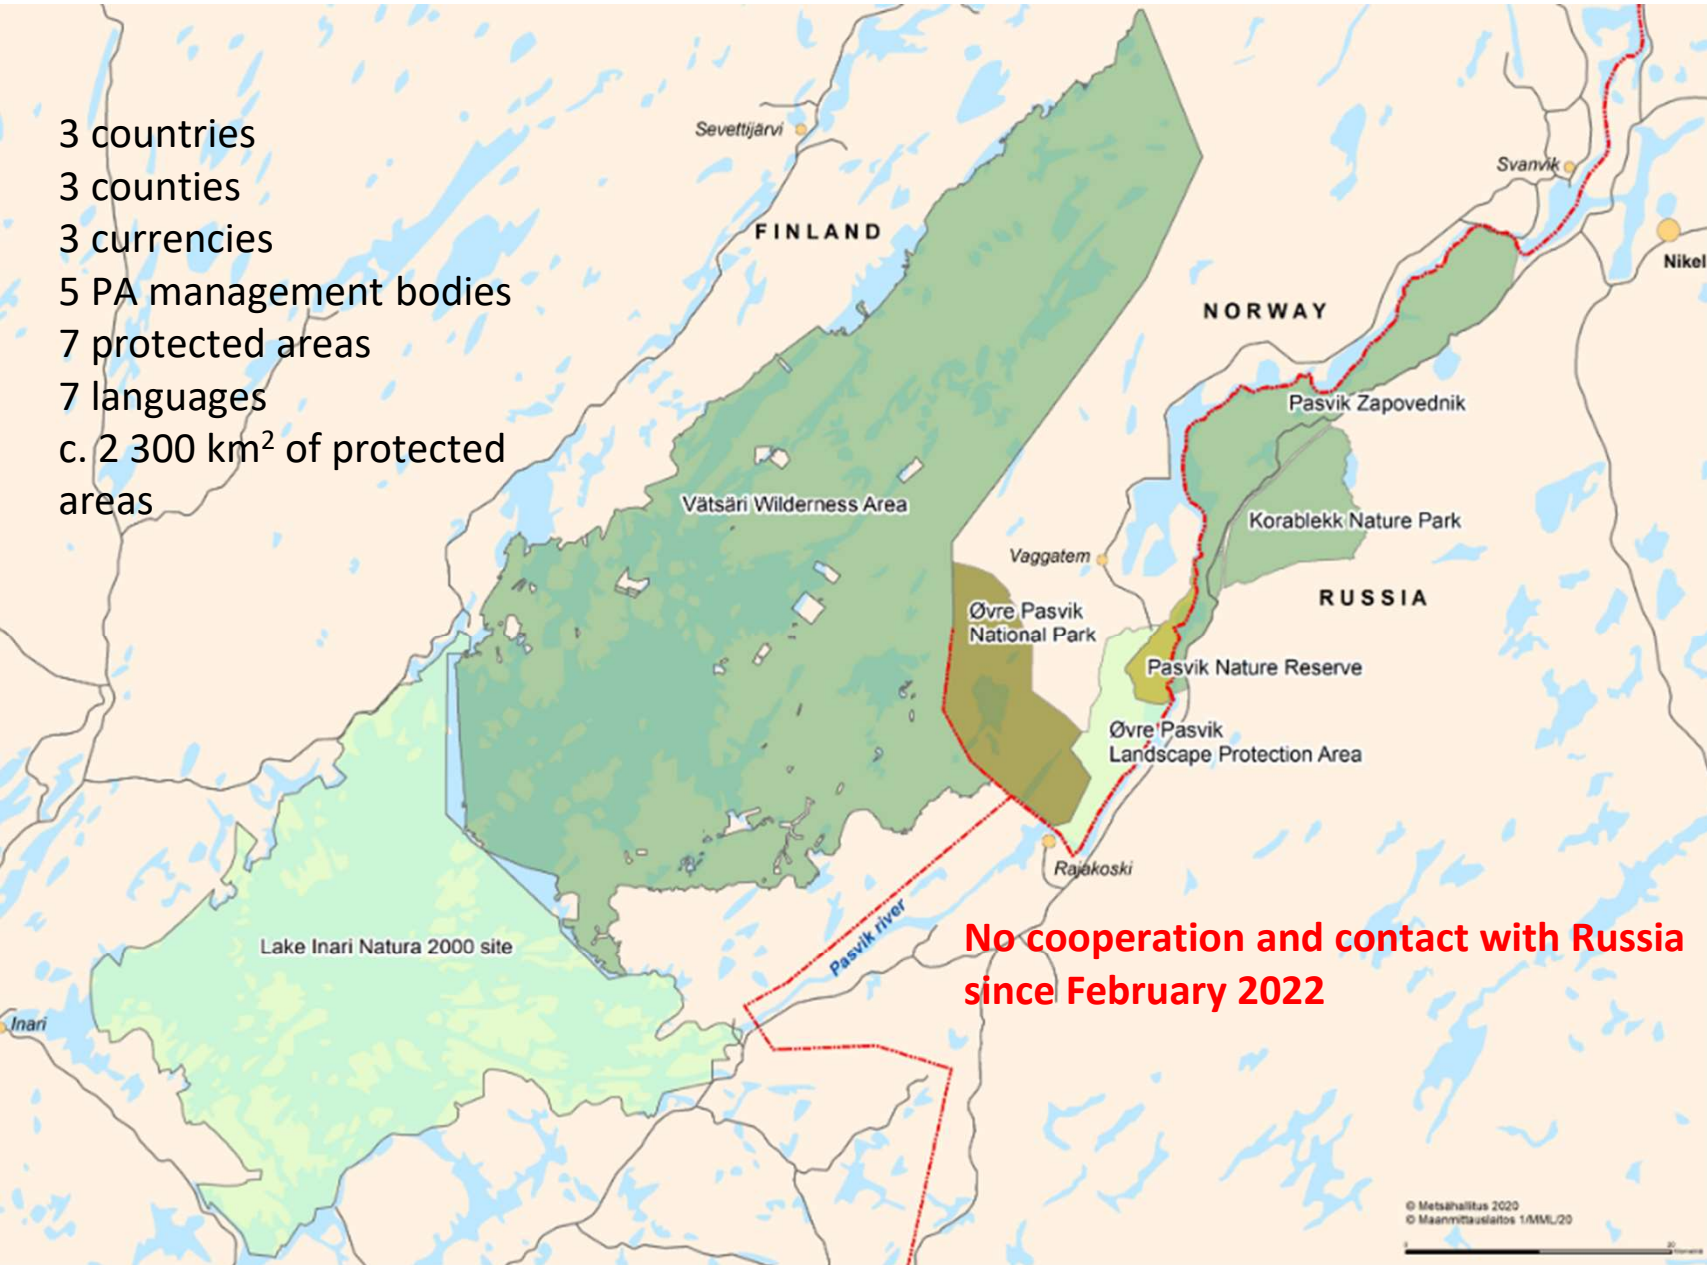 3 countries
3 counties
3 currencies
5 PA management bodies
7 protected areas
7 languages
c. 2 300 km² of protected
areas
Sevettijärvi
FINLAND
Svanvik
Nikel
NORWAY
Pasvik Zapovednik
Vätsäri Wilderness Area
Korablekk Nature Park
Vaggatem
RUSSIA
Øvre Pasvik
National Park
Pasvik Nature Reserve
Øvre Pasvik
Landscape Protection Area
Rajakoski
Pasvik river
Lake Inari Natura 2000 site
No cooperation and contact with Russia
since February 2022
Inari
© Metsähallitus 2020
© Maanmittauslaitos 1/MML/20
20